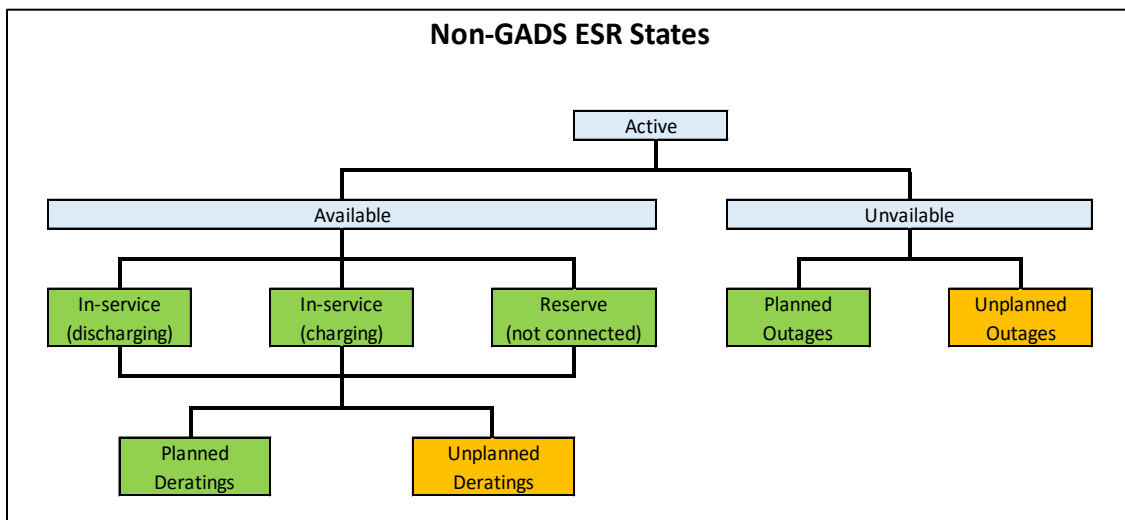 Non-GADS ESR States
Active
Available
Unvailable
In-service
(discharging)
In-service
(charging)
Reserve
(not connected)
Planned
Outages
Unplanned
Outages
Planned
Deratings
Unplanned
Deratings